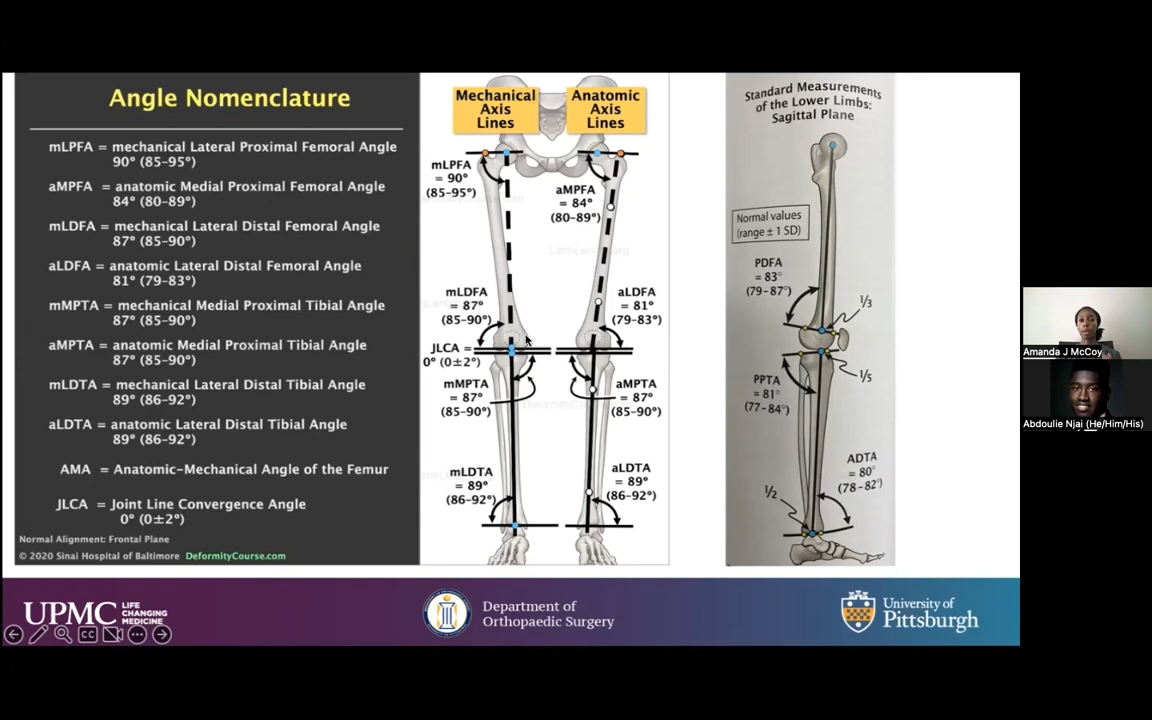 Angle Nomenclature
mLPFA = mechanical Lateral Proximal Femoral Angle
90° (85-95°)
aMPFA = anatomic Medial Proximal Femoral Angle
84° (80-89°)
mLDFA = mechanical Lateral Distal Femoral Angle
87° (85-90°)
aLDFA = anatomic Lateral Distal Femoral Angle
81° (79-83°)
mMPTA = mechanical Medial Proximal Tibial Angle
87° (85-90°)
aMPTA = anatomic Medial Proximal Tibial Angle
87° (85-90°)
mLDTA = mechanical Lateral Distal Tibial Angle
89° (86-92°)
aLDTA = anatomic Lateral Distal Tibial Angle
89° (86-92°)
AMA = Anatomic-Mechanical Angle of the Femur
JLCA = Joint Line Convergence Angle
0° (0±2°)
Normal Alignment: Frontal Plane
© 2020 Sinai Hospital of Baltimore DeformityCourse.com
Mechanical
Axis
Lines
Anatomic
Axis
Lines
mLPFA
= 90°
(85-95°)
aMPFA
= 84°
(80-89°)
mLDFA
= 87°
(85-90°)
aLDFA
= 81°
(79-83°)
JLCA=
0° (0±2°)
mMPTA
= 87°
(85-90°)
aMPTA
= 87°
(85-90°)
mLDTA
= 89°
(86-92°)
aLDTA
= 89°
(86-92°)
Standard Measurements
of the Lower Limbs:
Sagittal Plane
Normal values
(range ± 1 SD)
PDFA
= 83°
(79-87°)
1/3
PPTA
= 81°
(77-84°)
1/5
ADTA
= 80°
(78-82°)
1/2
Amanda J McCoy
Abdoulie Njai (He/Him/His)
UPMC LIFE
CHANGING
MEDICINE
CC
Department of
Orthopaedic Surgery
University of
Pittsburgh